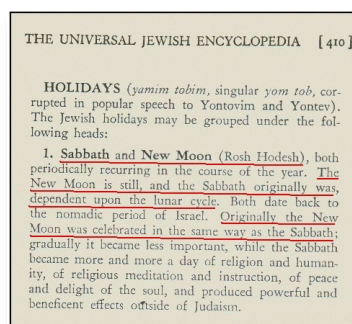 THE UNIVERSAL JEWISH ENCYCLOPEDIA [410]
HOLIDAYS (yamim tobim, singular yom tob, cor-
rupted in popular speech to Yontovim and Yontev).
The Jewish holidays may be grouped under the fol-
lowing heads:
1. Sabbath and New Moon (Rosh Hodesh), both
periodically recurring in the course of the year. The
New Moon is still, and the Sabbath originally was,
dependent upon the lunar cycle. Both date back to
the nomadic period of Israel. Originally the New
Moon was celebrated in the same way as the Sabbath;
gradually it became less important, while the Sabbath
became more and more a day of religion and human-
ity, of religious meditation and instruction, of peace
and delight of the soul, and produced powerful and
beneficent effects outside of Judaism.